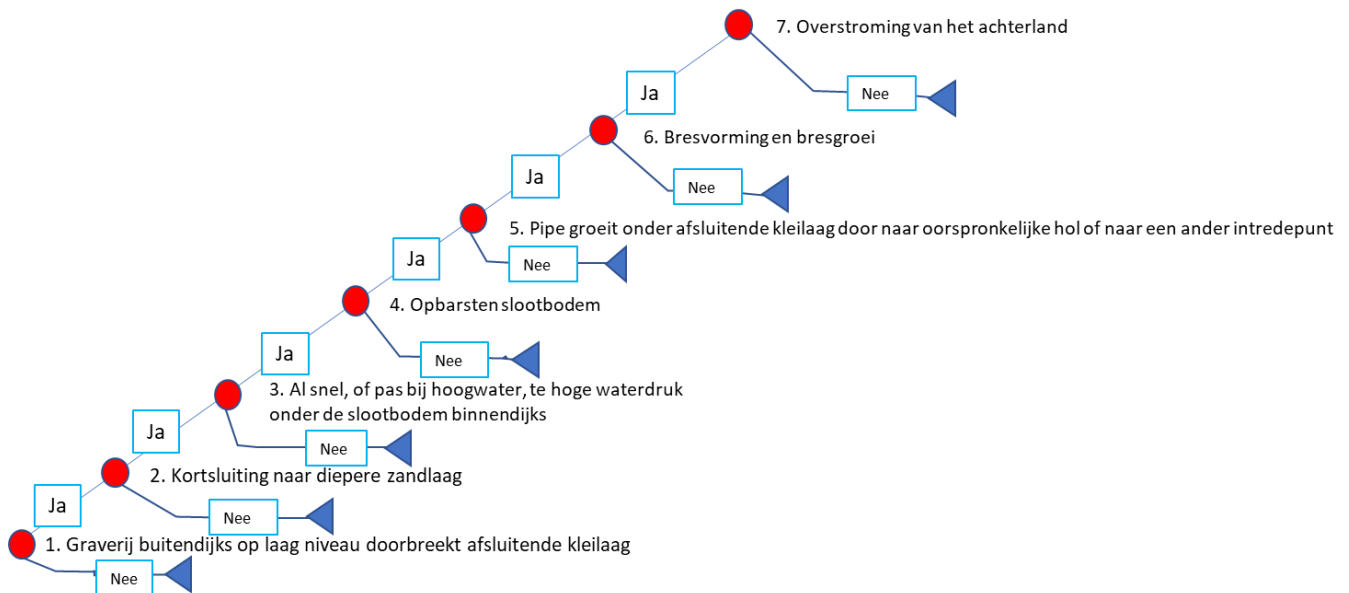 7. Overstroming van het achterland
Ja
Nee
6. Bresvorming en bresgroei
Ja
Nee
5. Pipe groeit onder afsluitende kleilaag door naar oorspronkelijke hol of naar een ander intredepunt
Ja
Nee
4. Opbarsten slootbodem
Ja
Nee
3. Al snel, of pas bij hoogwater, te hoge waterdruk
onder de slootbodem binnendijks
Ja
Nee
2. Kortsluiting naar diepere zandlaag
Ja
Nee
1. Graverij buitendijks op laag niveau doorbreekt afsluitende kleilaag
Nee